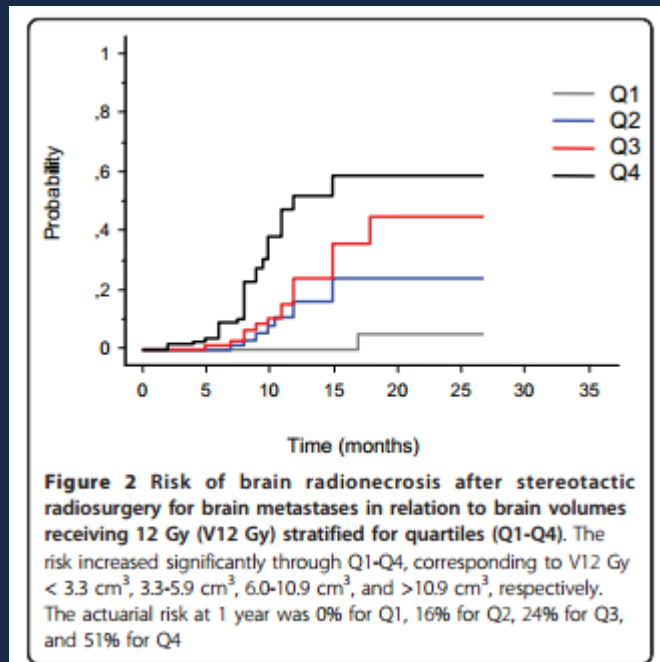 1
,8
,6
,4
,2
0
Probability
Q1
Q2
Q3
Q4
0 5 10 15 20 25 30 35
Time (months)
Figure 2 Risk of brain radionecrosis after stereotactic
radiosurgery for brain metastases in relation to brain volumes
receiving 12 Gy (V12 Gy) stratified for quartiles (Q1-Q4). The
risk increased significantly through Q1-Q4, corresponding to V12 Gy
< 3.3 cm³, 3.3-5.9 cm³, 6.0-10.9 cm³, and >10.9 cm³, respectively.
The actuarial risk at 1 year was 0% for Q1, 16% for Q2, 24% for Q3,
and 51% for Q4